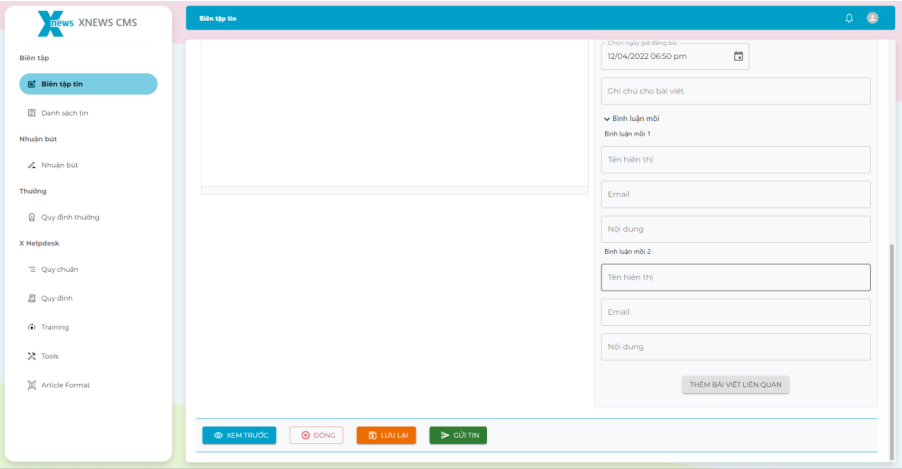 Xnews XNEWS CMS
Biên tập tin
Biên tập
Biên tập tin
Danh sách tin
Nhuận bút
Nhuận bút
Thưởng
Quy định thưởng
X Helpdesk
Quy chuẩn
Quy định
Training
Tools
Article Format
Chọn ngày giờ đăng bài
12/04/2022 06:50 pm
Ghi chú cho bài viết
Bình luận mồi
Bình luận mồi 1
Tên hiển thị
Email
Nội dung
Bình luận mồi 2
Tên hiển thị
Email
Nội dung
THÊM BÀI VIẾT LIÊN QUAN
XEM TRƯỚC
ĐÓNG
LƯU LẠI
GỬI TIN